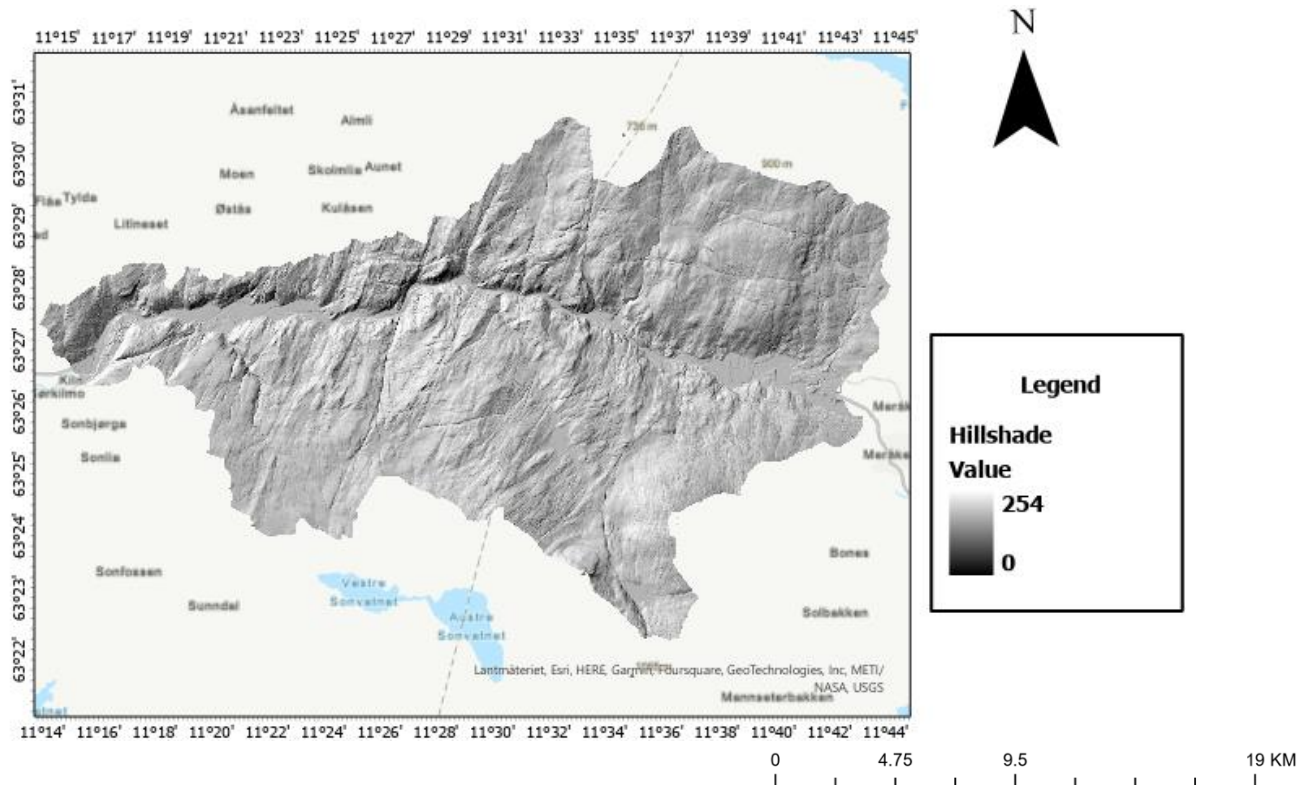 N
11°15' 11°17' 11°19' 11°21' 11°23' 11°25' 11°27' 11°29' 11°31' 11°33' 11°35' 11°37' 11°39' 11°41' 11°43' 11°45'
63°31'
63°30'
63°29'
63°28'
63°27'
63°26'
63°25'
63°24'
63°23'
63°22'
Åsanfeltet
Almli
736 m
900 m
Moen
Skolmlia
Aunet
Flåa
Tylda
Østås
Kulåsen
Litlneset
Sonbjørga
Sonlia
Bones
Sonfossen
Sunndal
Vestre
Sonvatnet
Austre
Sonvatnet
Solbakken
Lantmäteriet, Esri, HERE, Garmin, Foursquare, GeoTechnologies, Inc, METI/
NASA, USGS
Mannseterbakken
11°14' 11°16' 11°18' 11°20' 11°22' 11°24' 11°26' 11°28' 11°30' 11°32' 11°34' 11°36' 11°38' 11°40' 11°42' 11°44'
Legend
Hillshade
Value
254
0
0 4.75 9.5 19 KM